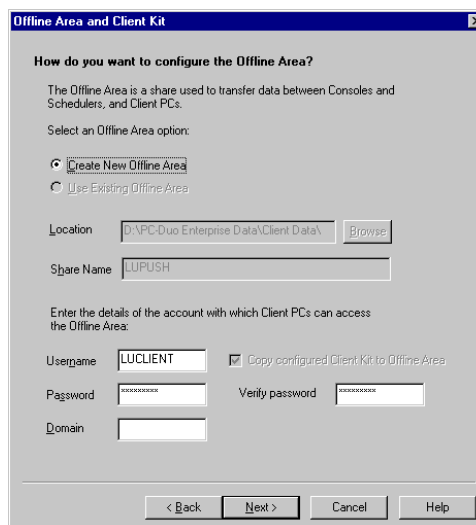 Offline Area and Client Kit
How do you want to configure the Offline Area?
The Offline Area is a share used to transfer data between Consoles and
Schedulers, and Client PCs.
Select an Offline Area option:
Create New Offline Area
Use Existing Offline Area
Location D:\PC-Duo Enterprise Data\Client Data\ Browse
Share Name LUPUSH
Enter the details of the account with which Client PCs can access
the Offline Area:
Username LUCLIENT Copy configured Client Kit to Offline Area
Password ********* Verify password *********
Domain
< Back Next > Cancel Help